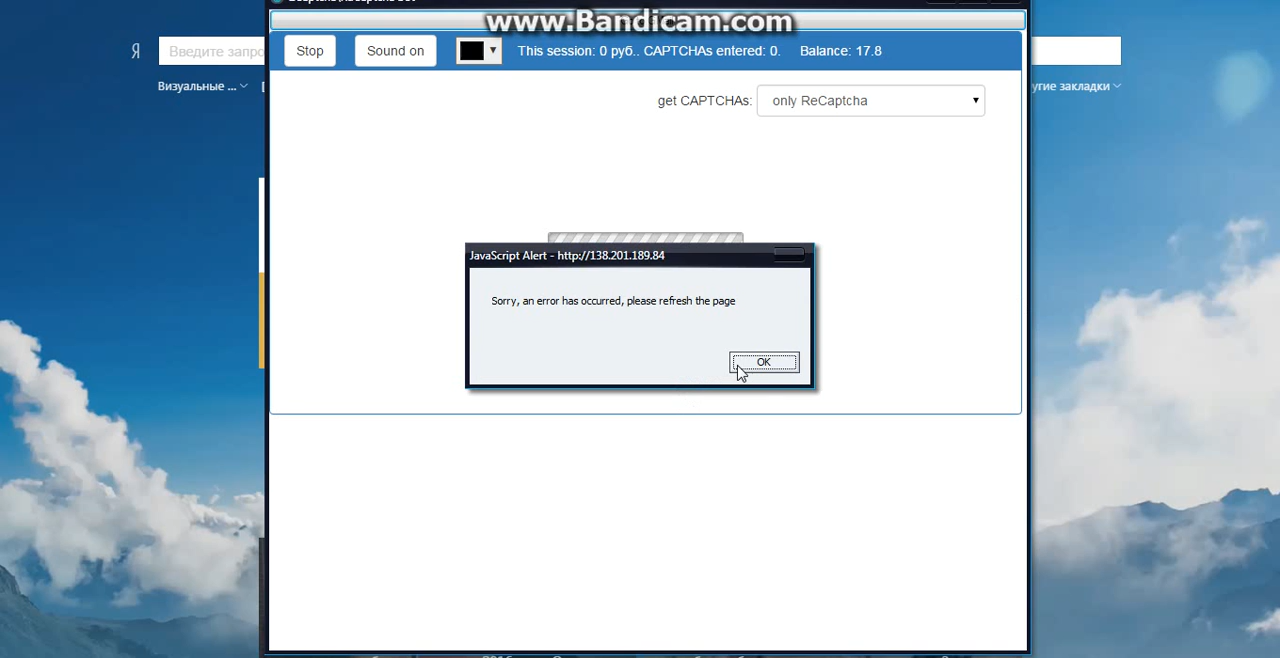 www.Bandicam.com
Я Введите запро
Stop Sound on This session: 0 руб.. CAPTCHAs entered: 0. Balance: 17.8
Визуальные ...
угие закладки
get CAPTCHAs: only ReCaptcha
JavaScript Alert - http://138.201.189.84
Sorry, an error has occurred, please refresh the page
OK